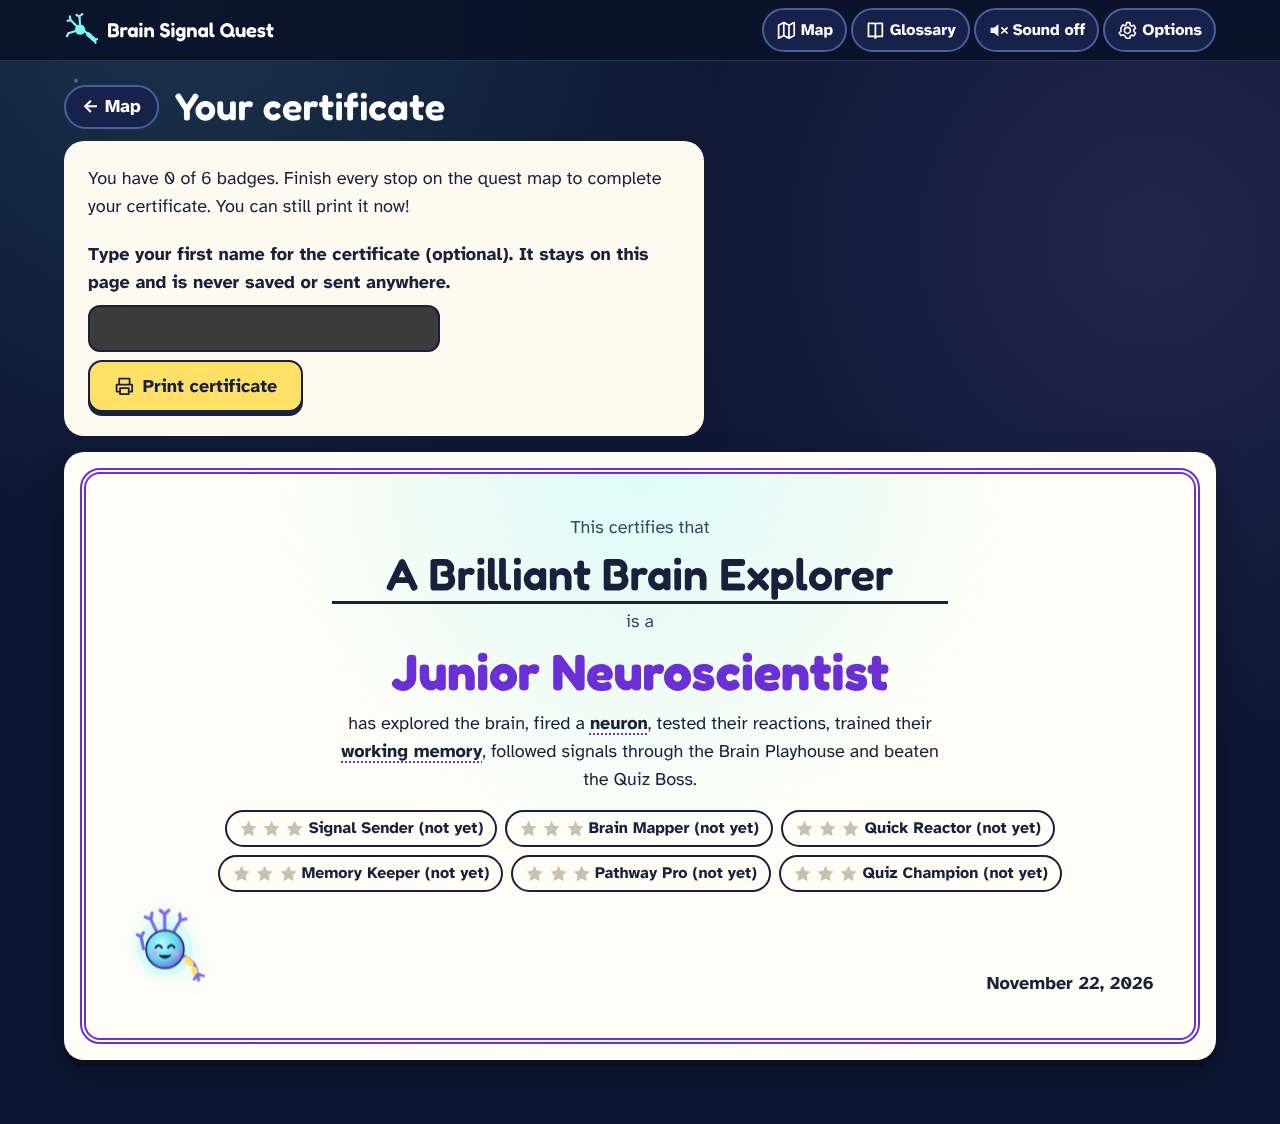 Brain Signal Quest
Map
Glossary
Sound off
Options
Map
Your certificate
You have 0 of 6 badges. Finish every stop on the quest map to complete
your certificate. You can still print it now!
Type your first name for the certificate (optional). It stays on this
page and is never saved or sent anywhere.
Print certificate
This certifies that
A Brilliant Brain Explorer
is a
Junior Neuroscientist
has explored the brain, fired a neuron, tested their reactions, trained their
working memory, followed signals through the Brain Playhouse and beaten
the Quiz Boss.
Signal Sender (not yet)
Brain Mapper (not yet)
Quick Reactor (not yet)
Memory Keeper (not yet)
Pathway Pro (not yet)
Quiz Champion (not yet)
November 22, 2026